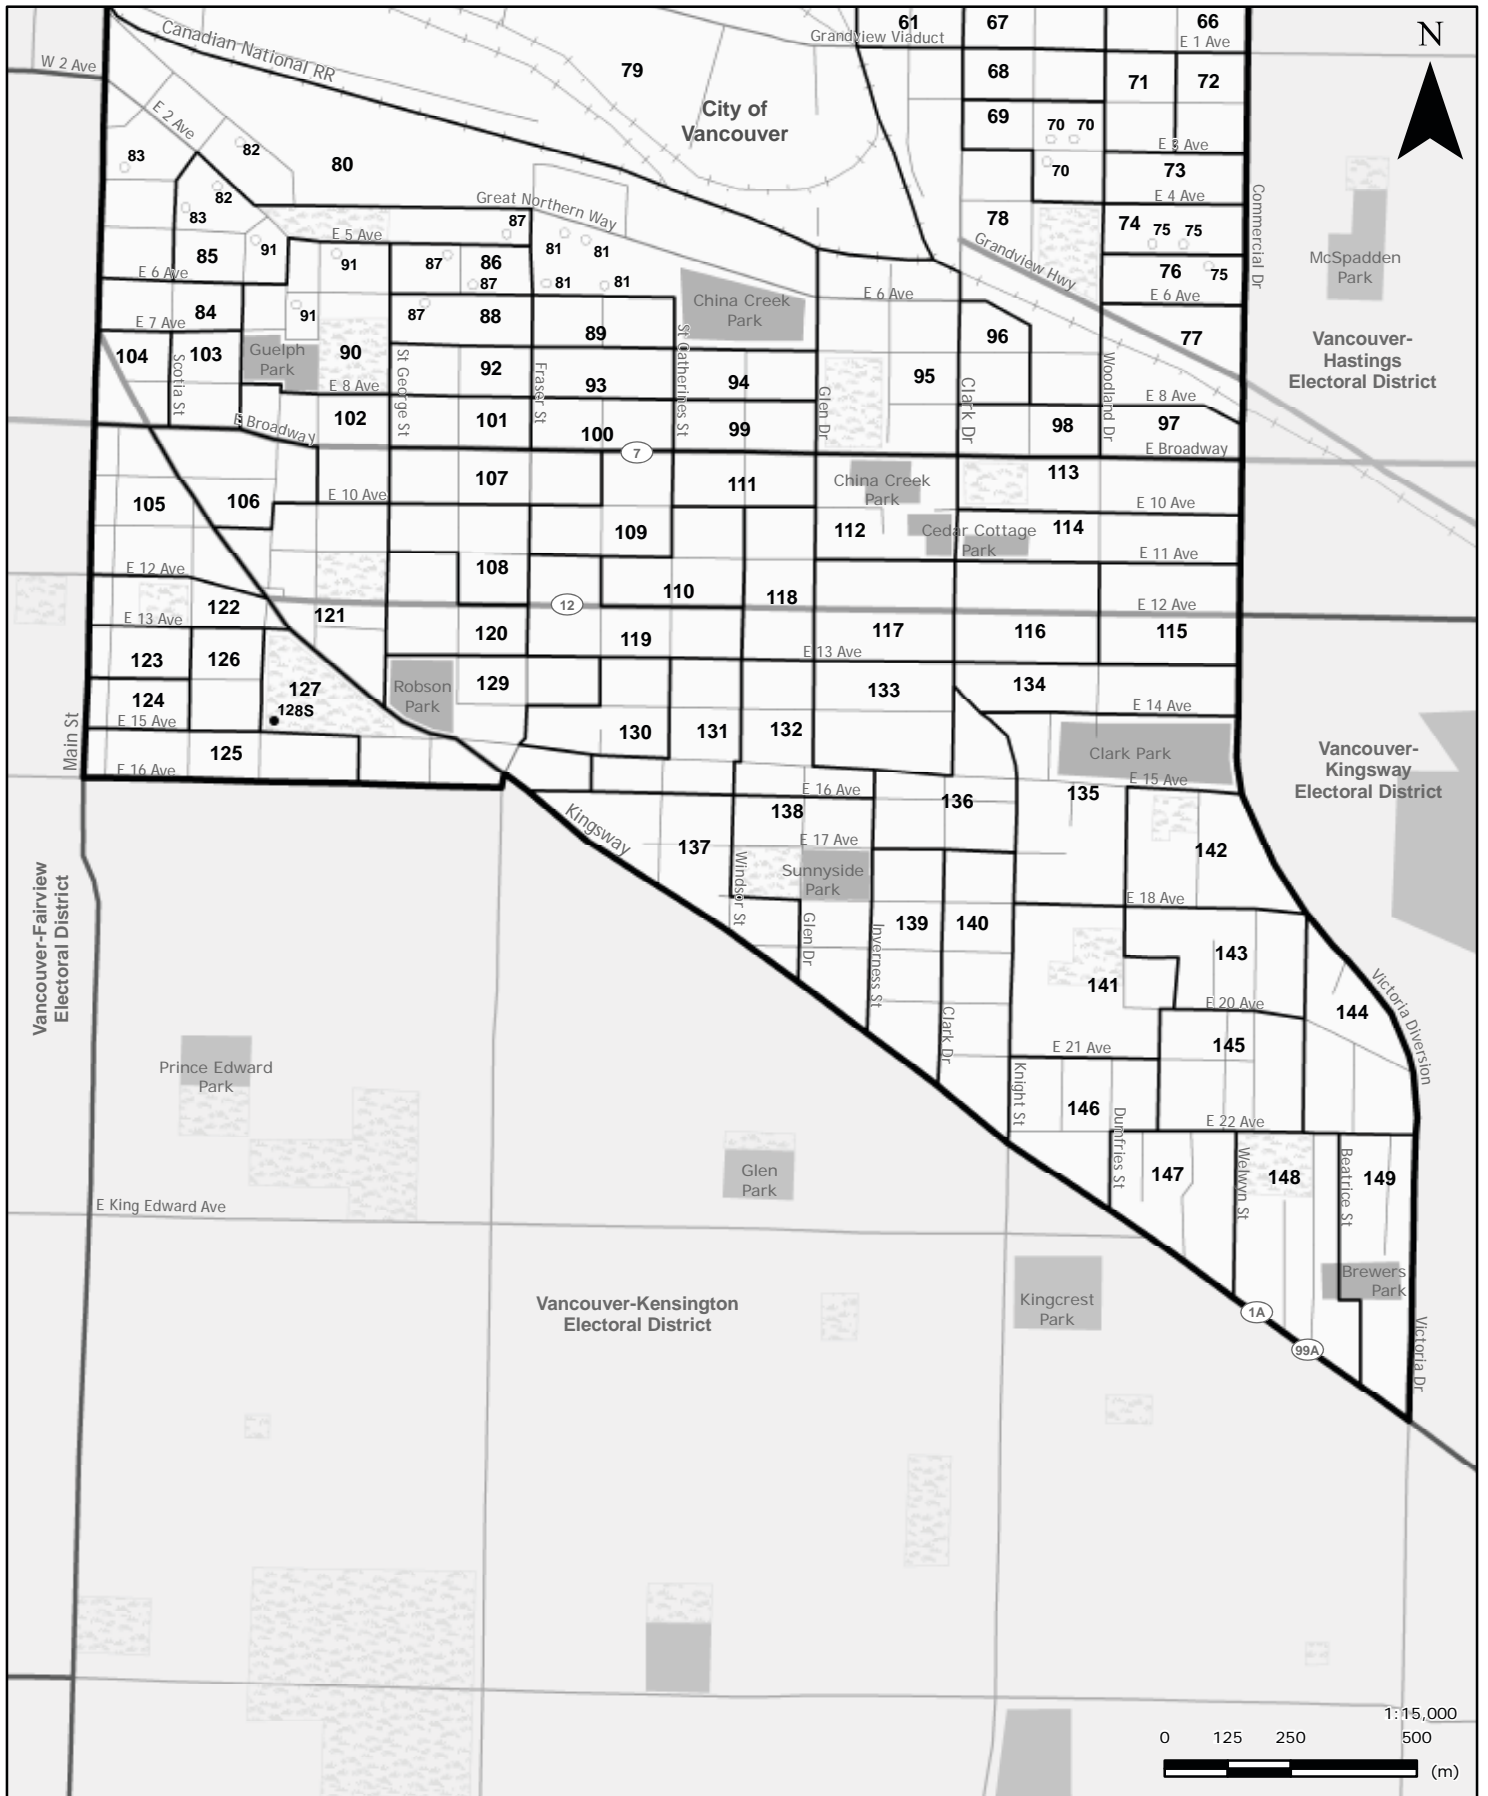 61
67
66
N
Canadian National RR
Grandview Viaduct
E 1 Ave
W 2 Ave
79
68
71
72
City of
Vancouver
E 2 Ave
69
70
70
E 3 Ave
83
82
80
70
73
82
83
Great Northern Way
E 4 Ave
Commercial Dr
87
78
74
75
75
E 5 Ave
85
91
91
87
86
81
81
Grandview Hwy
McSpadden
Park
E 6 Ave
87
81
81
76
75
84
91
87
88
China Creek
Park
E 6 Ave
E 6 Ave
E 7 Ave
89
96
77
Vancouver-
Hastings
Electoral District
104
Scotia St
103
Guelph
Park
90
St George St
92
Fraser St
93
St Catherines St
94
Glen Dr
95
Clark Dr
Woodland Dr
E 8 Ave
E 8 Ave
E Broadway
102
101
100
99
98
97
E Broadway
7
105
106
E 10 Ave
107
111
China Creek
Park
113
E 10 Ave
109
112
Cedar Cottage
Park
114
E 11 Ave
E 12 Ave
108
110
118
12
E 12 Ave
122
121
E 13 Ave
120
119
117
116
115
E 13 Ave
123
126
127
128S
Robson
Park
129
133
134
124
E 15 Ave
130
131
132
E 14 Ave
Main St
125
E 16 Ave
Clark Park
E 15 Ave
Vancouver-
Kingsway
Electoral District
E 16 Ave
138
136
135
Kingsway
137
E 17 Ave
142
Windsor St
Sunnyside
Park
E 18 Ave
Vancouver-Fairview
Electoral District
Glen Dr
Inverness St
139
140
143
141
Victoria Diversion
E 20 Ave
144
Clark Dr
E 21 Ave
145
Prince Edward
Park
Knight St
146
Dumfries St
E 22 Ave
Glen
Park
147
Welwyn St
148
Beatrice St
149
E King Edward Ave
Brewers
Park
Vancouver-Kensington
Electoral District
Kingcrest
Park
1A
99A
Victoria Dr
1:15,000
0
125
250
500
(m)